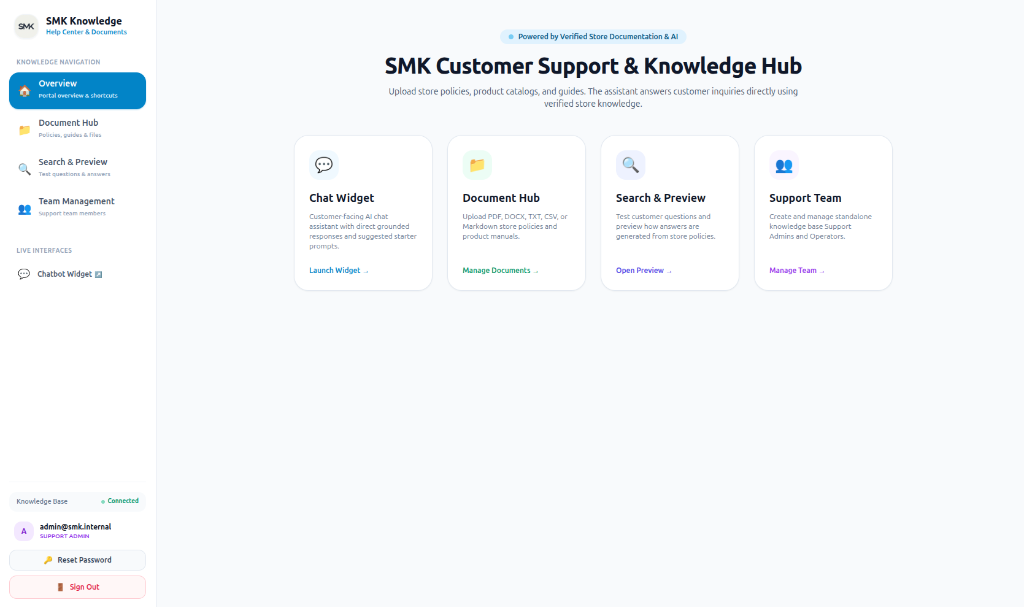 SMK
SMK Knowledge
Help Center & Documents
KNOWLEDGE NAVIGATION
Overview
Portal overview & shortcuts
Document Hub
Policies, guides & files
Search & Preview
Test questions & answers
Team Management
Support team members
LIVE INTERFACES
Chatbot Widget ↗
Knowledge Base
Connected
A
admin@smk.internal
SUPPORT ADMIN
Reset Password
Sign Out
Powered by Verified Store Documentation & AI
SMK Customer Support & Knowledge Hub
Upload store policies, product catalogs, and guides. The assistant answers customer inquiries directly using
verified store knowledge.
Chat Widget
Customer-facing AI chat
assistant with direct grounded
responses and suggested starter
prompts.
Launch Widget →
Document Hub
Upload PDF, DOCX, TXT, CSV, or
Markdown store policies and
product manuals.
Manage Documents →
Search & Preview
Test customer questions and
preview how answers are
generated from store policies.
Open Preview →
Support Team
Create and manage standalone
knowledge base Support
Admins and Operators.
Manage Team →